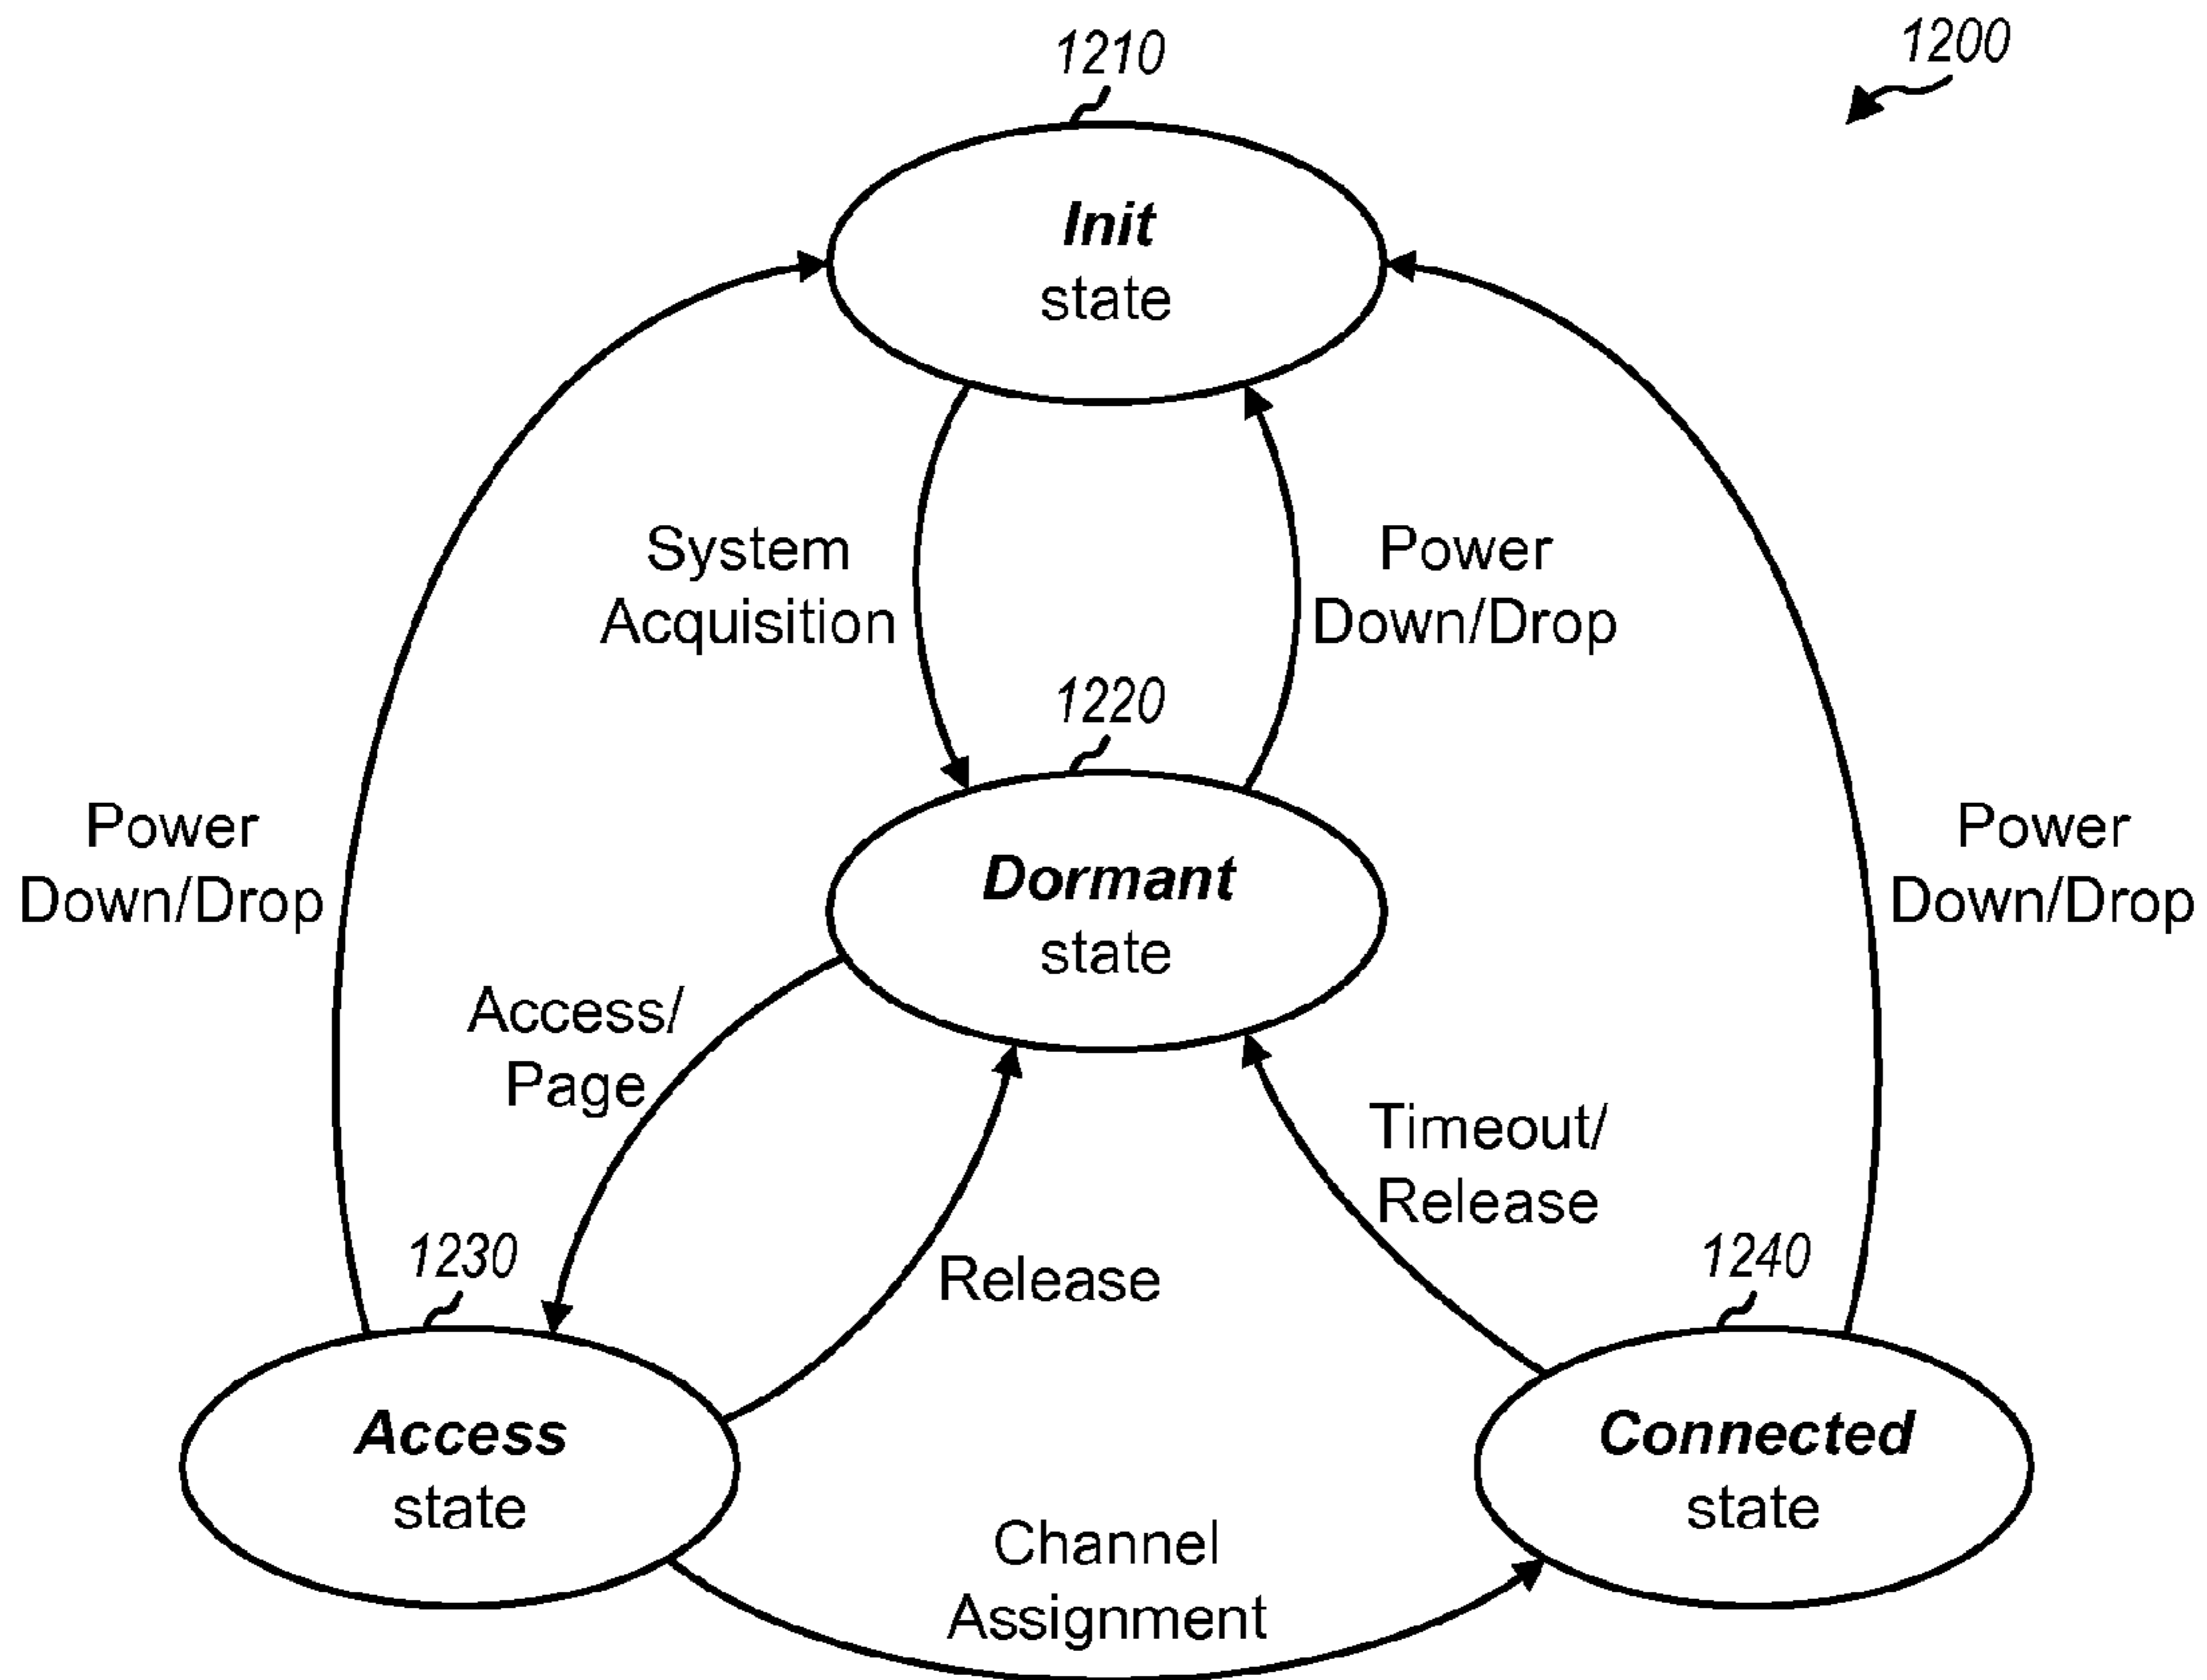 1200
1210
Init
state
System
Acquisition
Power
Down/Drop
1220
Dormant
state
Power
Down/Drop
Power
Down/Drop
Access/
Page
Timeout/
Release
Release
1230
Access
state
1240
Connected
state
Channel
Assignment